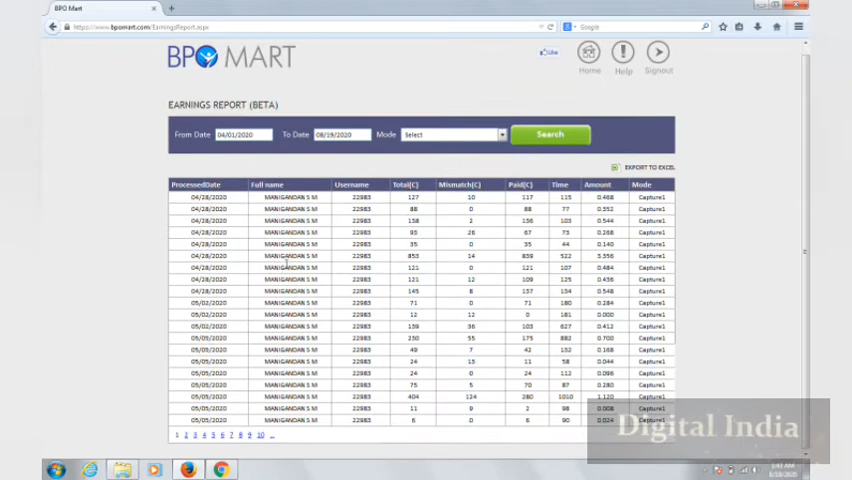 BPO Mart
https://www.bpomart.com/EarningsReport.aspx
Google
BPO MART
Like
Home
Help
Signout
EARNINGS REPORT (BETA)
From Date 04/01/2020 To Date 08/19/2020 Mode Select Search
EXPORT TO EXCEL
ProcessedDate Full name Username Total(C) Mismatch(C) Paid(C) Time Amount Mode
04/28/2020 MANIGANDAN S M 22983 127 10 117 115 0.468 Capture1
04/28/2020 MANIGANDAN S M 22983 88 0 88 77 0.352 Capture1
04/28/2020 MANIGANDAN S M 22983 138 2 136 103 0.544 Capture1
04/28/2020 MANIGANDAN S M 22983 93 26 67 73 0.268 Capture1
04/28/2020 MANIGANDAN S M 22983 35 0 35 44 0.140 Capture1
04/28/2020 MANIGANDAN S M 22983 853 14 839 522 3.356 Capture1
04/28/2020 MANIGANDAN S M 22983 121 0 121 107 0.484 Capture1
04/28/2020 MANIGANDAN S M 22983 121 12 109 125 0.436 Capture1
04/28/2020 MANIGANDAN S M 22983 145 8 137 134 0.548 Capture1
05/02/2020 MANIGANDAN S M 22983 71 0 71 180 0.284 Capture1
05/02/2020 MANIGANDAN S M 22983 12 12 0 181 0.000 Capture1
05/02/2020 MANIGANDAN S M 22983 139 36 103 627 0.412 Capture1
05/05/2020 MANIGANDAN S M 22983 230 55 175 882 0.700 Capture1
05/05/2020 MANIGANDAN S M 22983 49 7 42 132 0.168 Capture1
05/05/2020 MANIGANDAN S M 22983 24 13 11 58 0.044 Capture1
05/05/2020 MANIGANDAN S M 22983 24 0 24 112 0.096 Capture1
05/05/2020 MANIGANDAN S M 22983 75 5 70 87 0.280 Capture1
05/05/2020 MANIGANDAN S M 22983 404 124 280 1010 1.120 Capture1
05/05/2020 MANIGANDAN S M 22983 11 9 2 98 0.008 Capture1
05/05/2020 MANIGANDAN S M 22983 6 0 6 90 0.024 Capture1
1 2 3 4 5 6 7 8 9 10 ...
Digital India